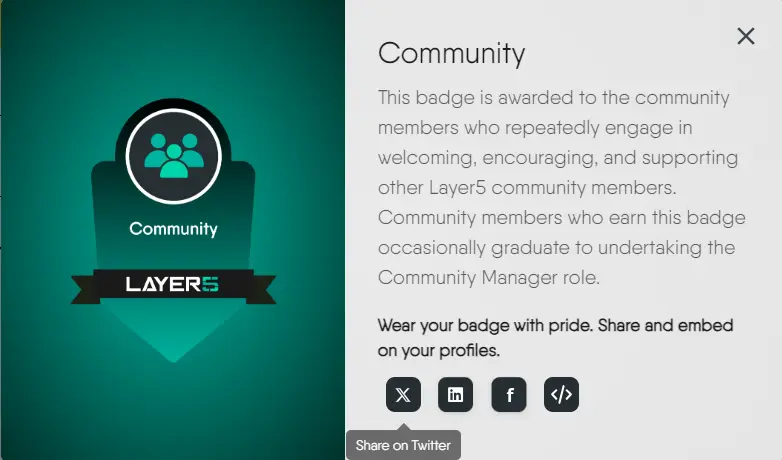 Community
LAYER5
Community
This badge is awarded to the community
members who repeatedly engage in
welcoming, encouraging, and supporting
other Layer5 community members.
Community members who earn this badge
occasionally graduate to undertaking the
Community Manager role.
Wear your badge with pride. Share and embed
on your profiles.
X in f </>
Share on Twitter